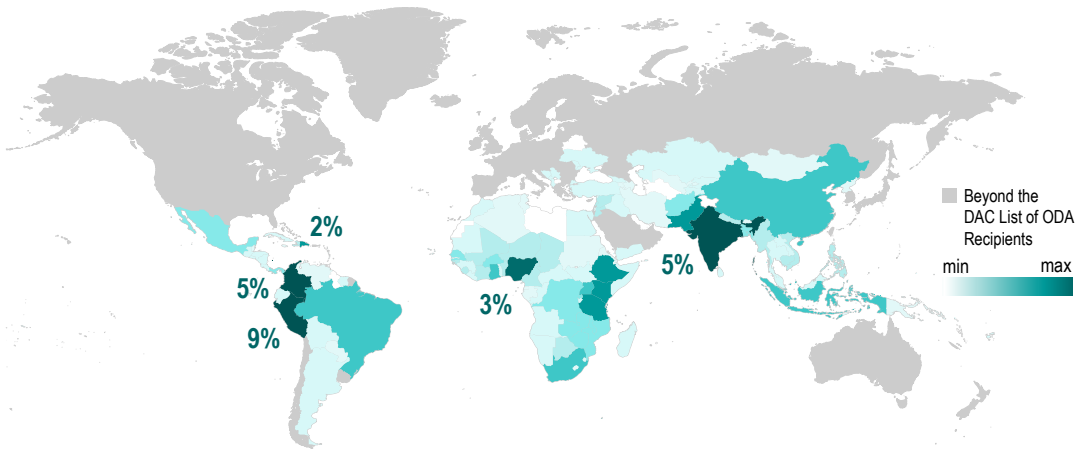 2%
5%
9%
3%
5%
Beyond the
DAC List of ODA
Recipients
min max